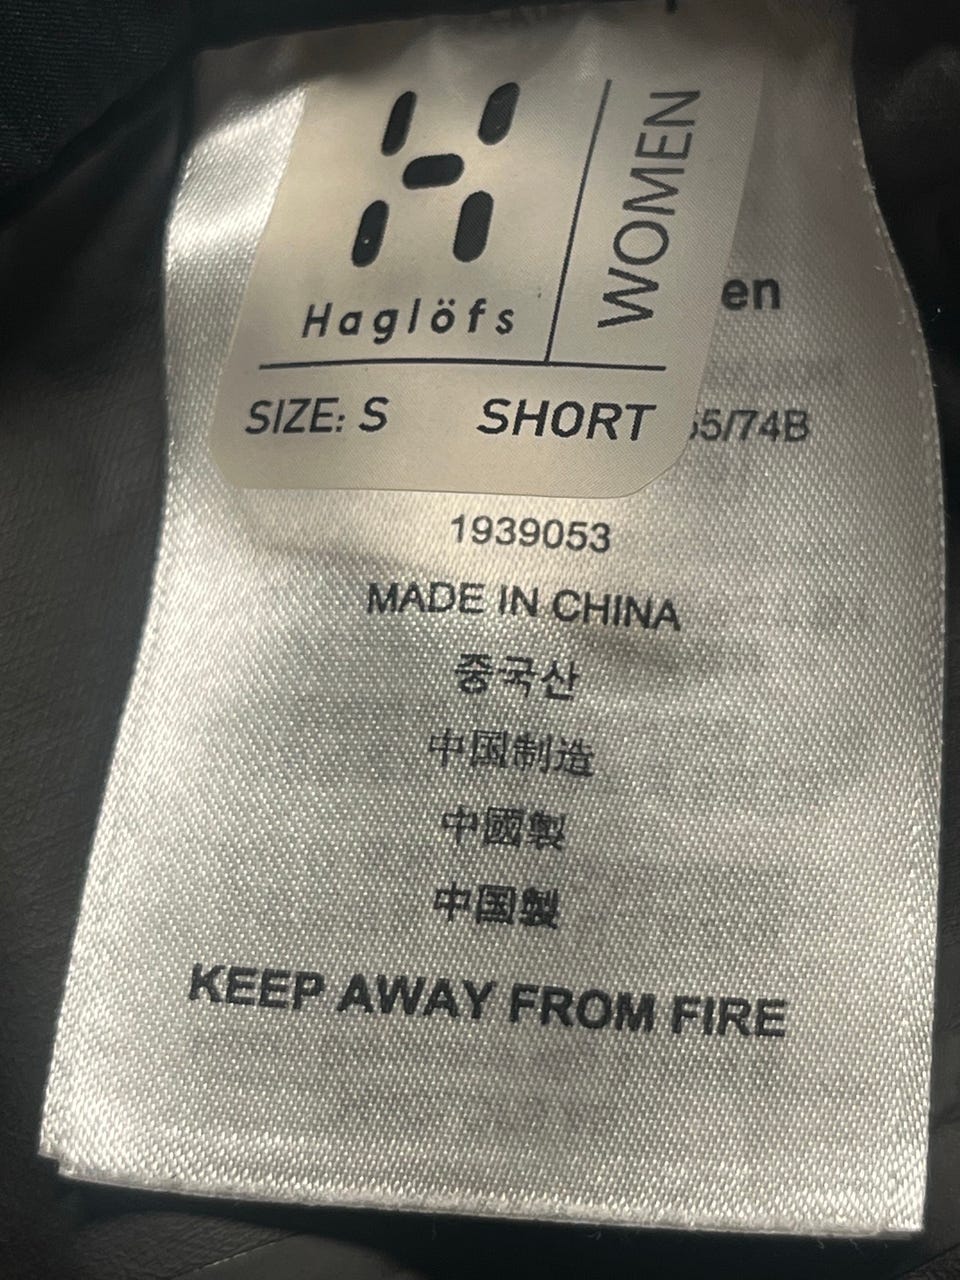 WOMEN
Haglöfs
SIZE: S SHORT
1939053
MADE IN CHINA
중국산
中国制造
中國製
中国製
KEEP AWAY FROM FIRE